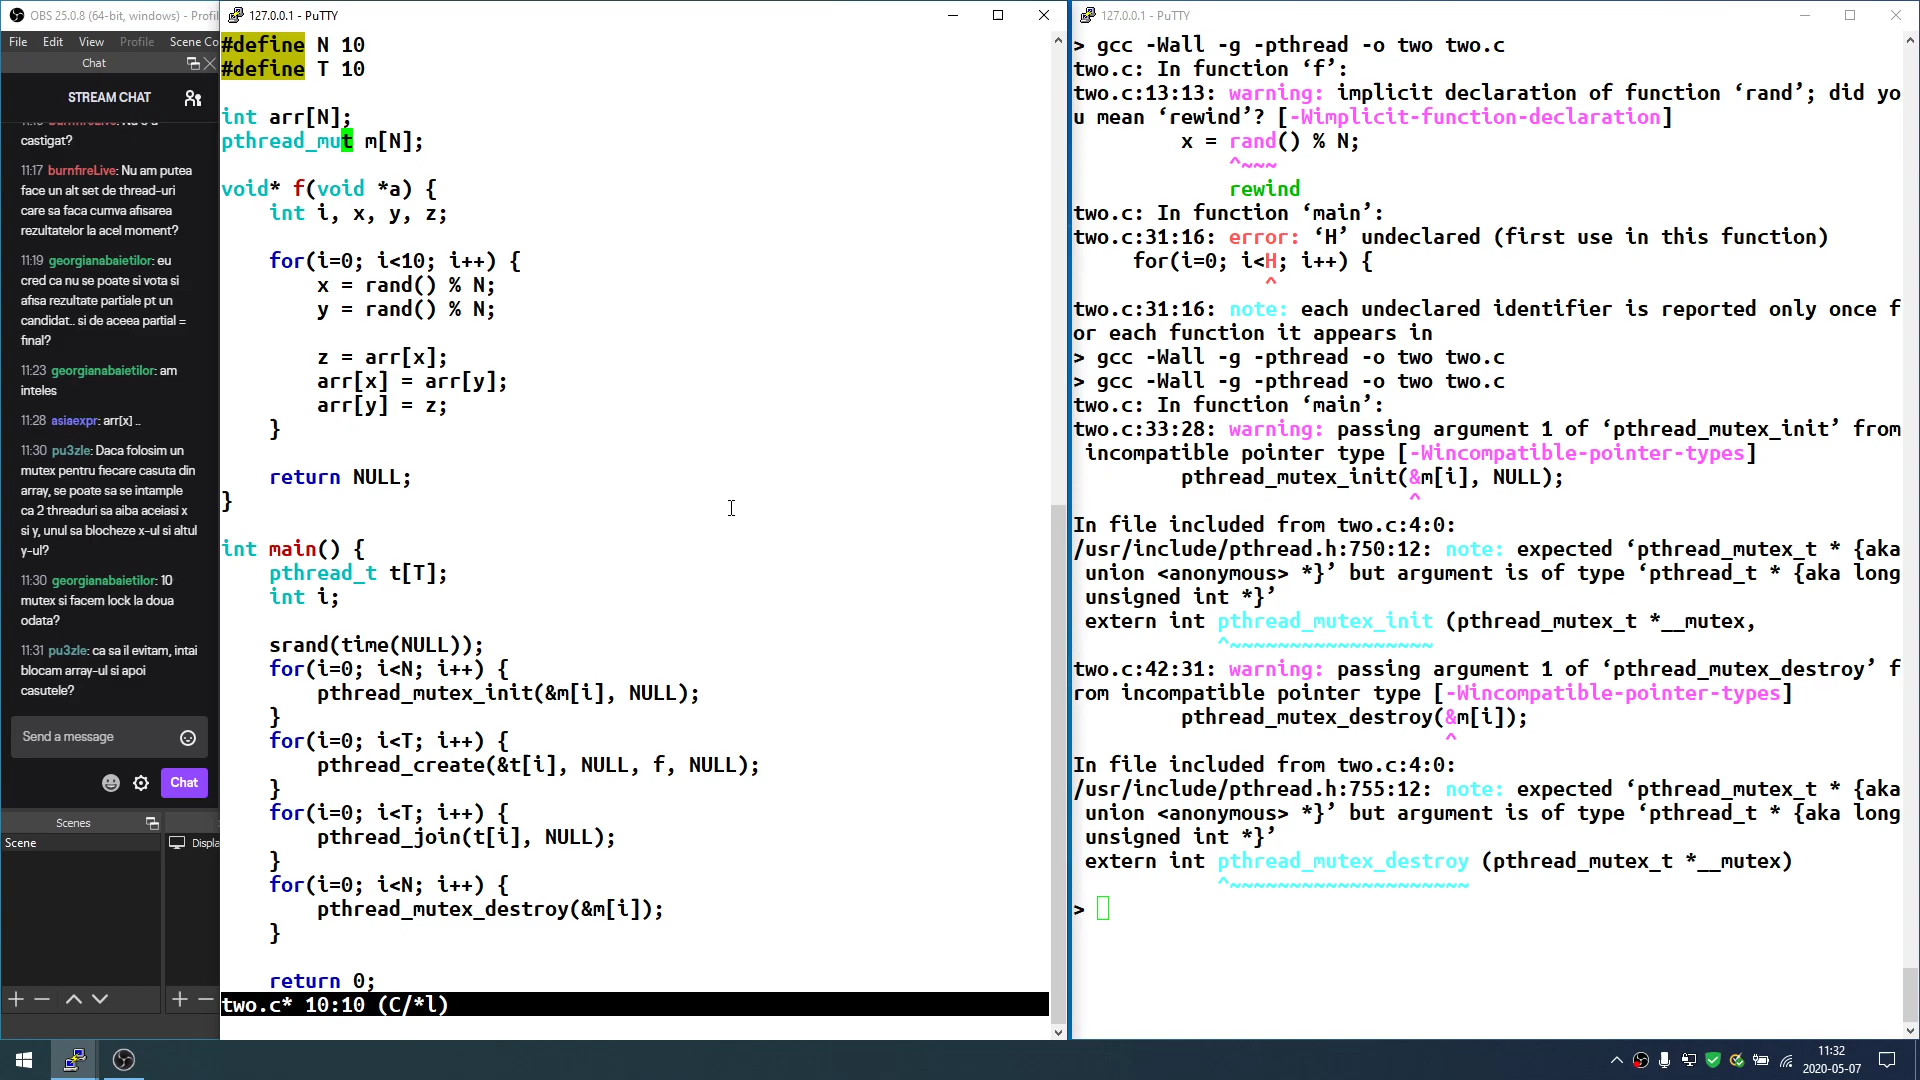 OBS 25.0.8 (64-bit, windows) - Profil
File Edit View Profile Scene Co
Chat
STREAM CHAT
castigat?
11:17 burnfireLive: Nu am putea
face un alt set de thread-uri
care sa faca cumva afisarea
rezultatelor la acel moment?
11:19 georgianabaietilor: eu
cred ca nu se poate si vota si
afisa rezultate partiale pt un
candidat.. si de aceea partial =
final?
11:23 georgianabaietilor: am
inteles
11:28 asiaexpr: arr[x] ..
11:30 pu3zle: Daca folosim un
mutex pentru fiecare casuta din
array, se poate sa se intample
ca 2 threaduri sa aiba aceiasi x
si y, unul sa blocheze x-ul si altul
y-ul?
11:30 georgianabaietilor: 10
mutex si facem lock la doua
odata?
11:31 pu3zle: ca sa il evitam, intai
blocam array-ul si apoi
casutele?
Send a message
Chat
Scenes
Scene
Displa
127.0.0.1 - PuTTY
#define N 10
#define T 10
int arr[N];
pthread_mut m[N];
void* f(void *a) {
int i, x, y, z;
for(i=0; i<10; i++) {
x = rand() % N;
y = rand() % N;
z = arr[x];
arr[x] = arr[y];
arr[y] = z;
}
return NULL;
}
int main() {
pthread_t t[T];
int i;
srand(time(NULL));
for(i=0; i<N; i++) {
pthread_mutex_init(&m[i], NULL);
}
for(i=0; i<T; i++) {
pthread_create(&t[i], NULL, f, NULL);
}
for(i=0; i<T; i++) {
pthread_join(t[i], NULL);
}
for(i=0; i<N; i++) {
pthread_mutex_destroy(&m[i]);
}
return 0;
two.c* 10:10 (C/*l)
127.0.0.1 - PuTTY
> gcc -Wall -g -pthread -o two two.c
two.c: In function ‘f’:
two.c:13:13: warning: implicit declaration of function ‘rand’; did yo
u mean ‘rewind’? [-Wimplicit-function-declaration]
x = rand() % N;
^~~~
rewind
two.c: In function ‘main’:
two.c:31:16: error: ‘H’ undeclared (first use in this function)
for(i=0; i<H; i++) {
^
two.c:31:16: note: each undeclared identifier is reported only once f
or each function it appears in
> gcc -Wall -g -pthread -o two two.c
> gcc -Wall -g -pthread -o two two.c
two.c: In function ‘main’:
two.c:33:28: warning: passing argument 1 of ‘pthread_mutex_init’ from
incompatible pointer type [-Wincompatible-pointer-types]
pthread_mutex_init(&m[i], NULL);
^
In file included from two.c:4:0:
/usr/include/pthread.h:750:12: note: expected ‘pthread_mutex_t * {aka
union <anonymous> *}’ but argument is of type ‘pthread_t * {aka long
unsigned int *}’
extern int pthread_mutex_init (pthread_mutex_t *__mutex,
^~~~~~~~~~~~~~~~~~
two.c:42:31: warning: passing argument 1 of ‘pthread_mutex_destroy’ f
rom incompatible pointer type [-Wincompatible-pointer-types]
pthread_mutex_destroy(&m[i]);
^
In file included from two.c:4:0:
/usr/include/pthread.h:755:12: note: expected ‘pthread_mutex_t * {aka
union <anonymous> *}’ but argument is of type ‘pthread_t * {aka long
unsigned int *}’
extern int pthread_mutex_destroy (pthread_mutex_t *__mutex)
^~~~~~~~~~~~~~~~~~~~~
>
11:32
2020-05-07